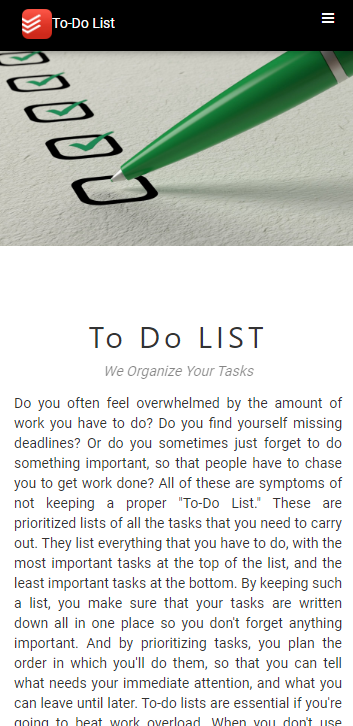 To-Do List
To Do LIST
We Organize Your Tasks
Do you often feel overwhelmed by the amount of
work you have to do? Do you find yourself missing
deadlines? Or do you sometimes just forget to do
something important, so that people have to chase
you to get work done? All of these are symptoms of
not keeping a proper "To-Do List." These are
prioritized lists of all the tasks that you need to carry
out. They list everything that you have to do, with the
most important tasks at the top of the list, and the
least important tasks at the bottom. By keeping such
a list, you make sure that your tasks are written
down all in one place so you don't forget anything
important. And by prioritizing tasks, you plan the
order in which you'll do them, so that you can tell
what needs your immediate attention, and what you
can leave until later. To-do lists are essential if you're
going to beat work overload. When you don't use